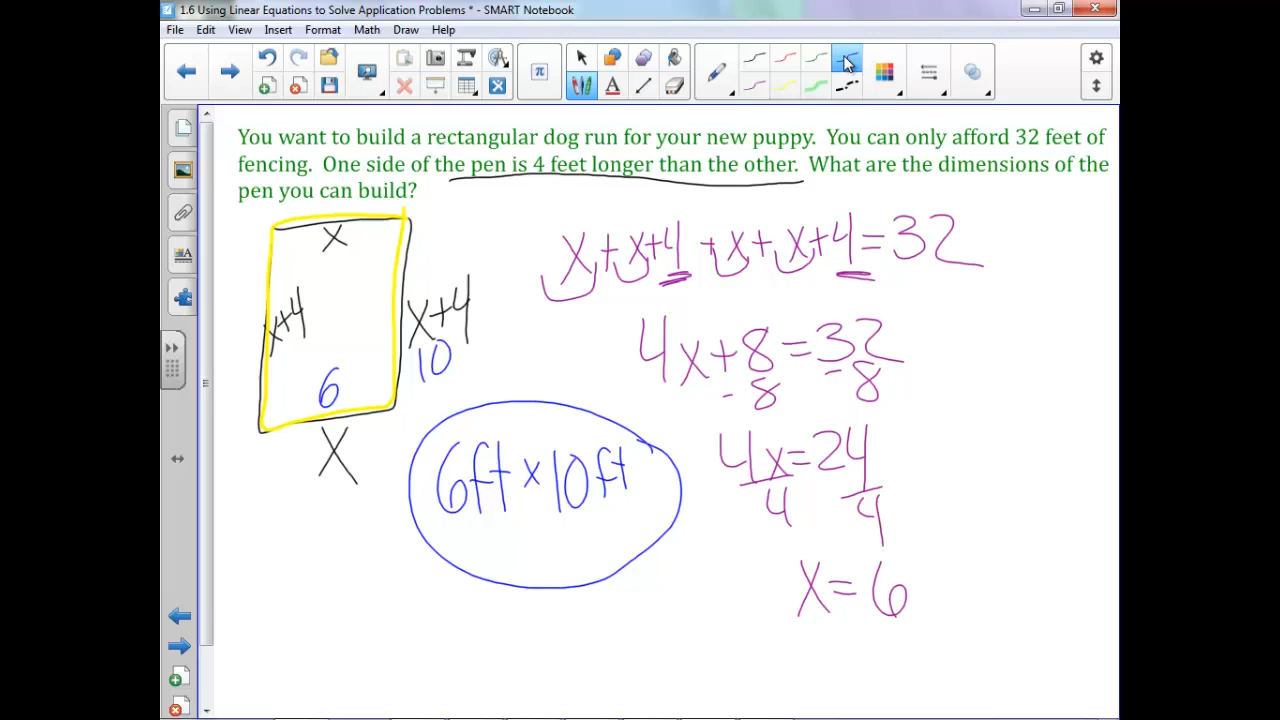 1.6 Using Linear Equations to Solve Application Problems * - SMART Notebook
File Edit View Insert Format Math Draw Help
You want to build a rectangular dog run for your new puppy. You can only afford 32 feet of
fencing. One side of the pen is 4 feet longer than the other. What are the dimensions of the
pen you can build?
x
x+4
x+4
10
6
x
x+x+4+x+x+4=32
4x+8=32
-8 -8
4x=24
4 4
x=6
6ft x 10ft